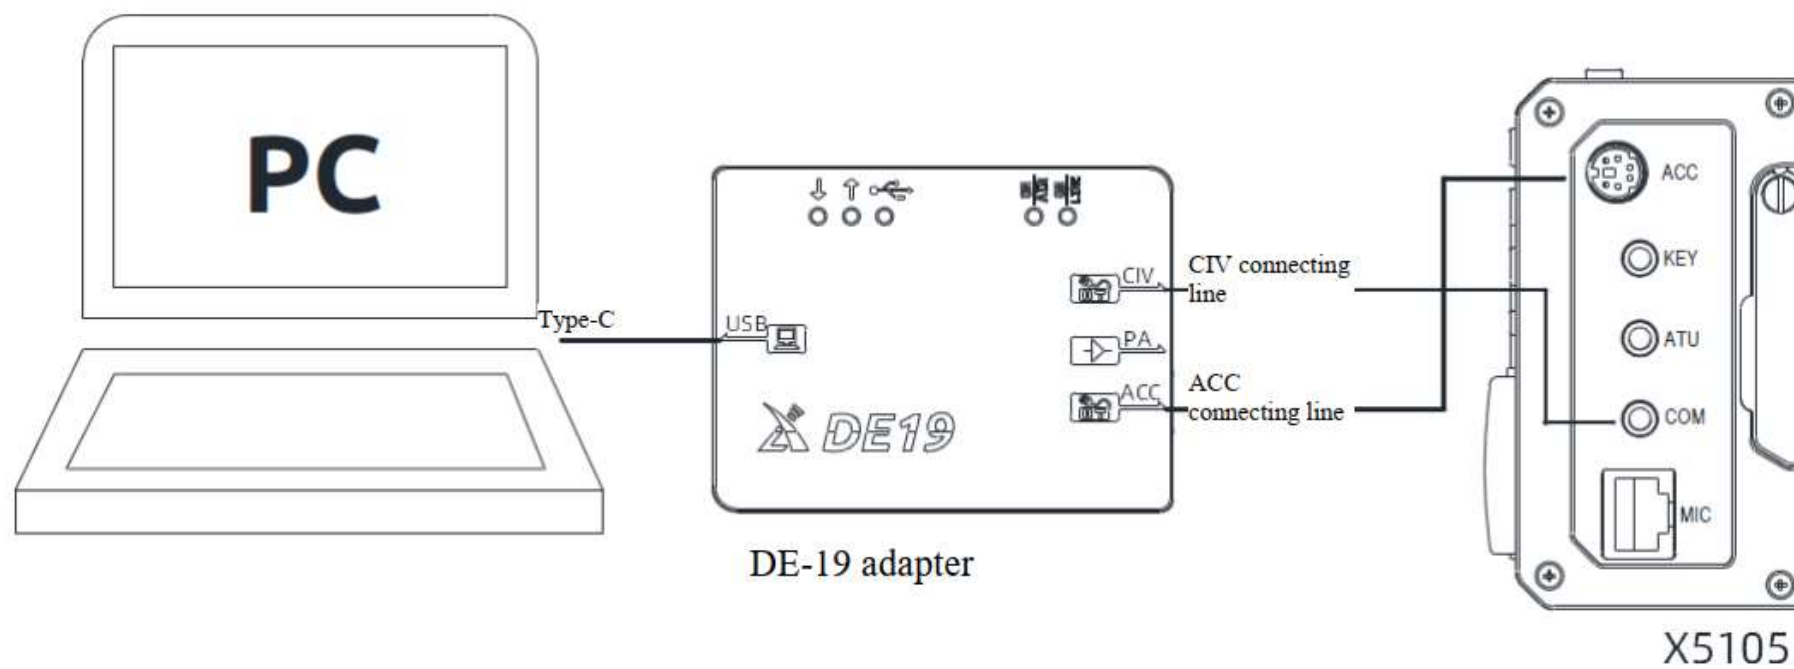 PC
Type-C
USB
CIV
PA
ACC
DE19
DE-19 adapter
CIV connecting
line
ACC
connecting line
ACC
KEY
ATU
COM
MIC
X5105